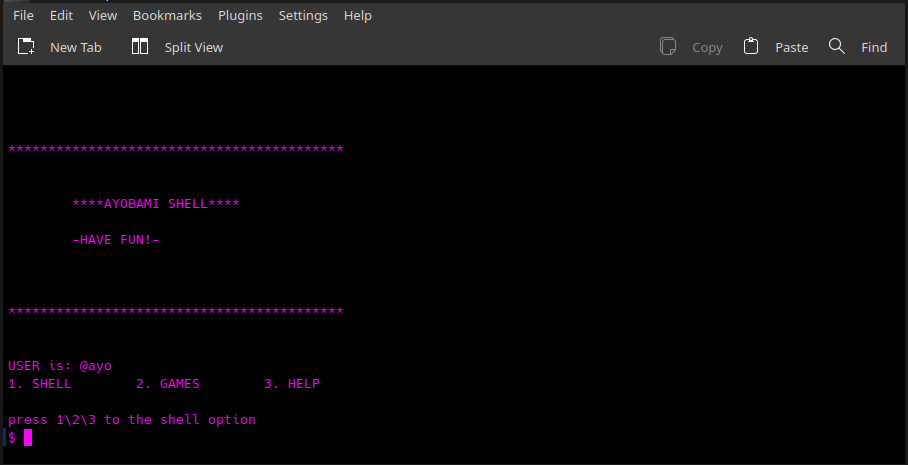 File Edit View Bookmarks Plugins Settings Help
New Tab Split View Copy Paste Find
******************************************
****AYOBAMI SHELL****
-HAVE FUN!-
******************************************
USER is: @ayo
1. SHELL 2. GAMES 3. HELP
press 1\2\3 to the shell option
$